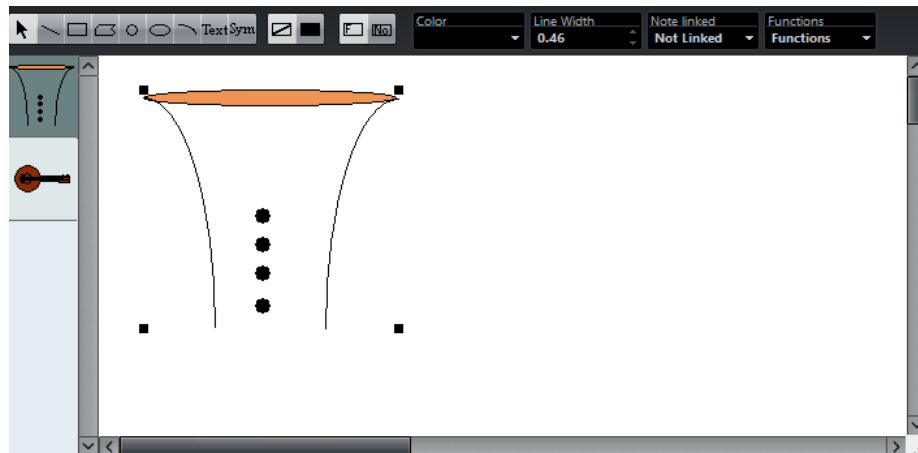 Text Sym F No
Color Line Width Note linked Functions
0.46 Not Linked Functions